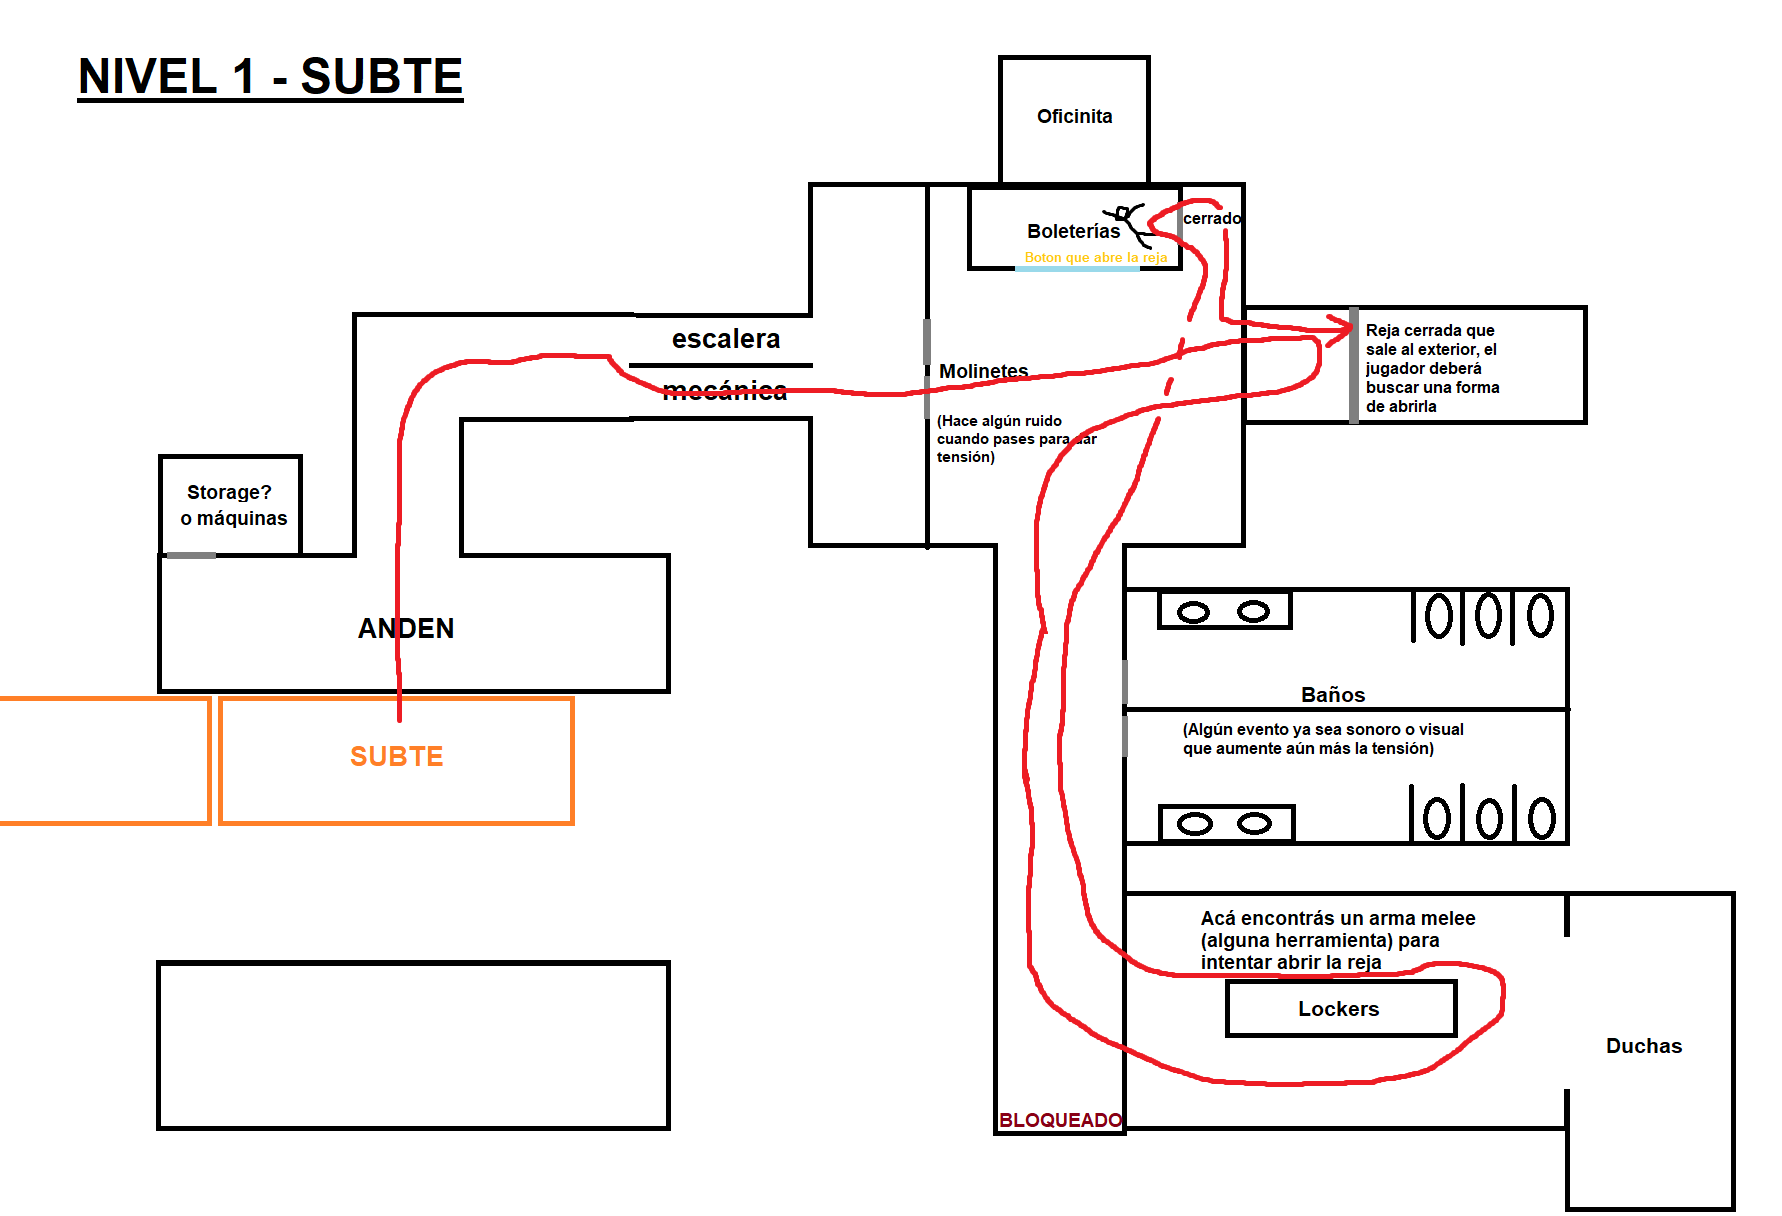 NIVEL 1 - SUBTE
Oficinita
cerrado
Boleterías
Boton que abre la reja
escalera
mecánica
Molinetes
(Hace algún ruido
cuando pases para dar
tensión)
Reja cerrada que
sale al exterior, el
jugador deberá
buscar una forma
de abrirla
Storage?
o máquinas
ANDEN
SUBTE
Baños
(Algún evento ya sea sonoro o visual
que aumente aún más la tensión)
Acá encontrás un arma melee
(alguna herramienta) para
intentar abrir la reja
Lockers
Duchas
BLOQUEADO